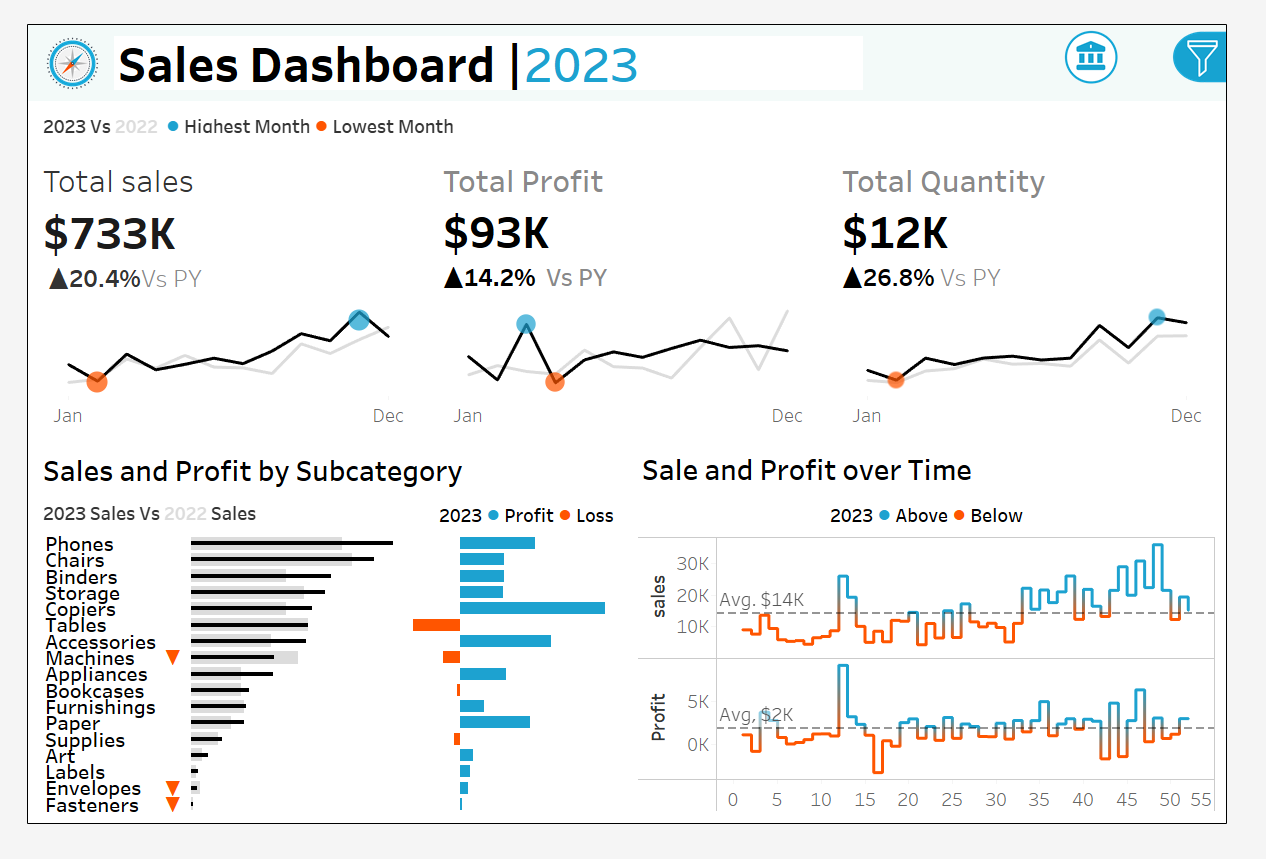 Sales Dashboard |2023
2023 Vs 2022 Highest Month Lowest Month
Total sales
$733K
▲20.4%Vs PY
Jan Dec
Total Profit
$93K
▲14.2% Vs PY
Jan Dec
Total Quantity
$12K
▲26.8% Vs PY
Jan Dec
Sales and Profit by Subcategory
2023 Sales Vs 2022 Sales
2023 Profit Loss
Phones
Chairs
Binders
Storage
Copiers
Tables
Accessories
Machines ▼
Appliances
Bookcases
Furnishings
Paper
Supplies
Art
Labels
Envelopes ▼
Fasteners ▼
Sale and Profit over Time
2023 Above Below
sales
30K
20K
10K
Avg. $14K
Profit
5K
0K
Avg, $2K
0 5 10 15 20 25 30 35 40 45 50 55